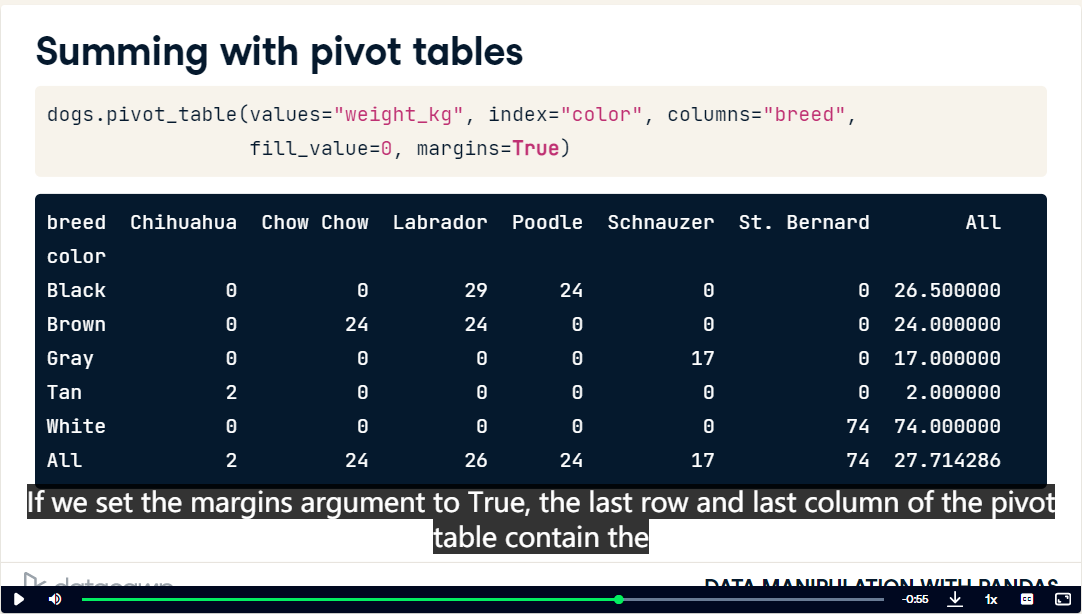 Summing with pivot tables
dogs.pivot_table(values="weight_kg", index="color", columns="breed",
fill_value=0, margins=True)
breed Chihuahua Chow Chow Labrador Poodle Schnauzer St. Bernard All
color
Black 0 0 29 24 0 0 26.500000
Brown 0 24 24 0 0 0 24.000000
Gray 0 0 0 0 17 0 17.000000
Tan 2 0 0 0 0 0 2.000000
White 0 0 0 0 0 74 74.000000
All 2 24 26 24 17 74 27.714286
If we set the margins argument to True, the last row and last column of the pivot
table contain the
datacamp
DATA MANIPULATION WITH PANDAS
-0:55 1x CC